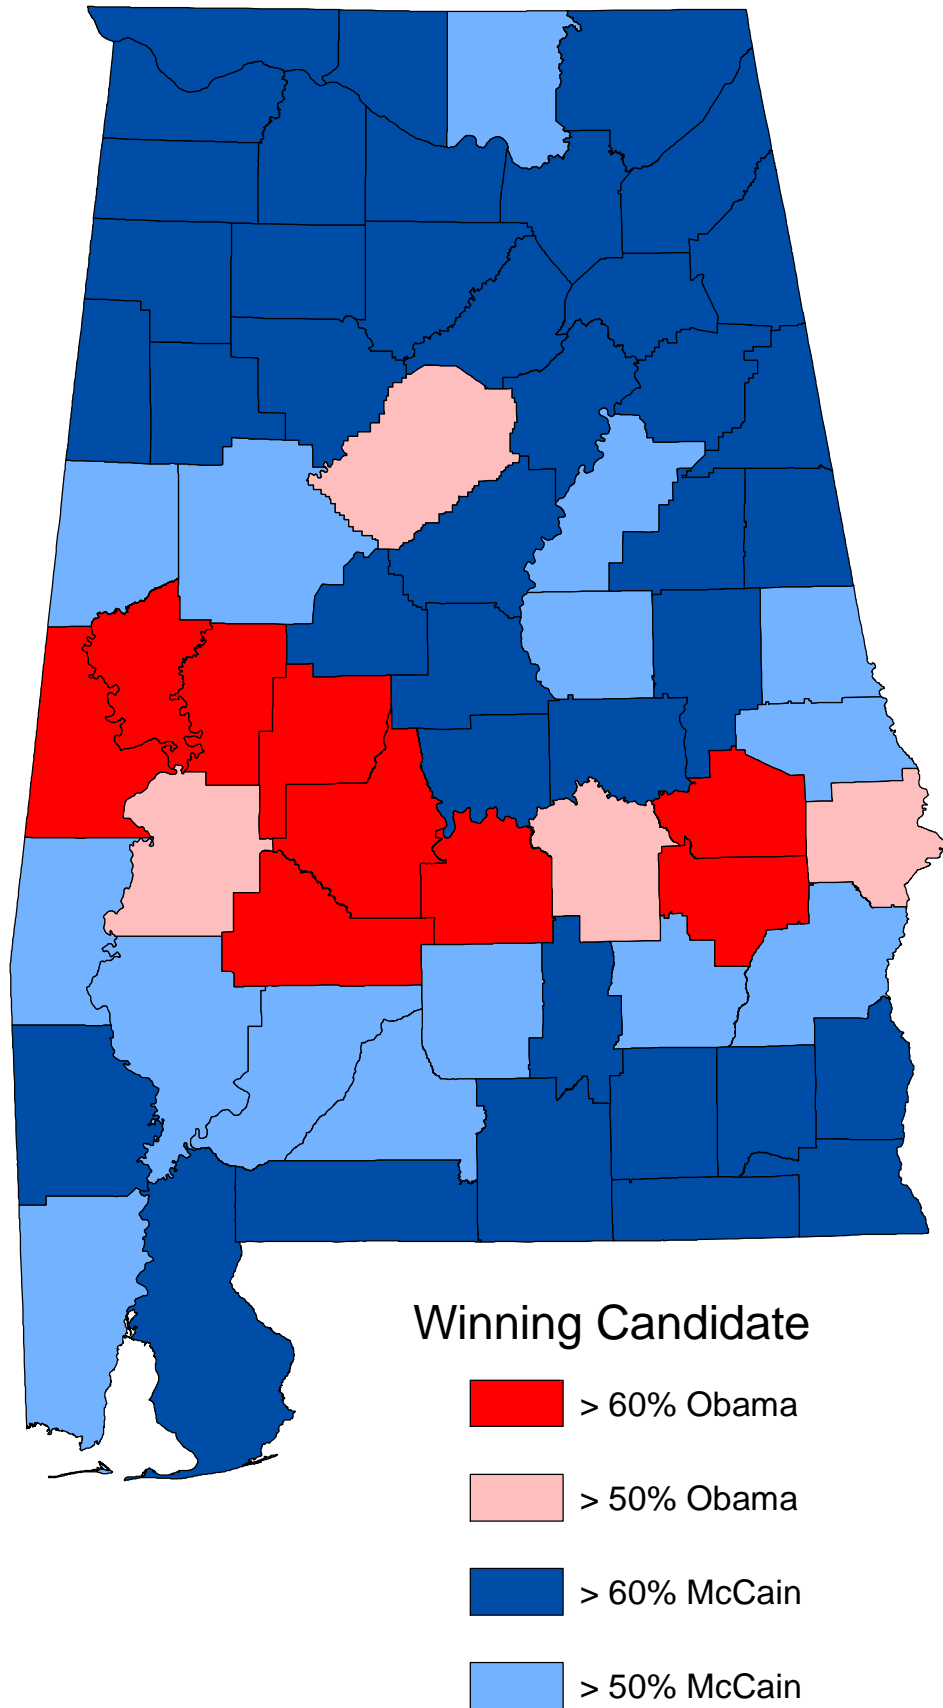 Winning Candidate
> 60% Obama
> 50% Obama
> 60% McCain
> 50% McCain